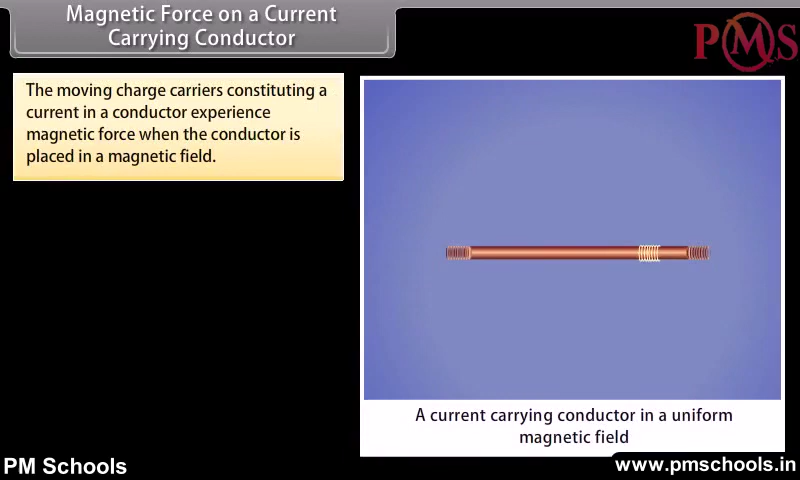 Magnetic Force on a Current
Carrying Conductor
PMS
The moving charge carriers constituting a
current in a conductor experience
magnetic force when the conductor is
placed in a magnetic field.
A current carrying conductor in a uniform
magnetic field
PM Schools
www.pmschools.in